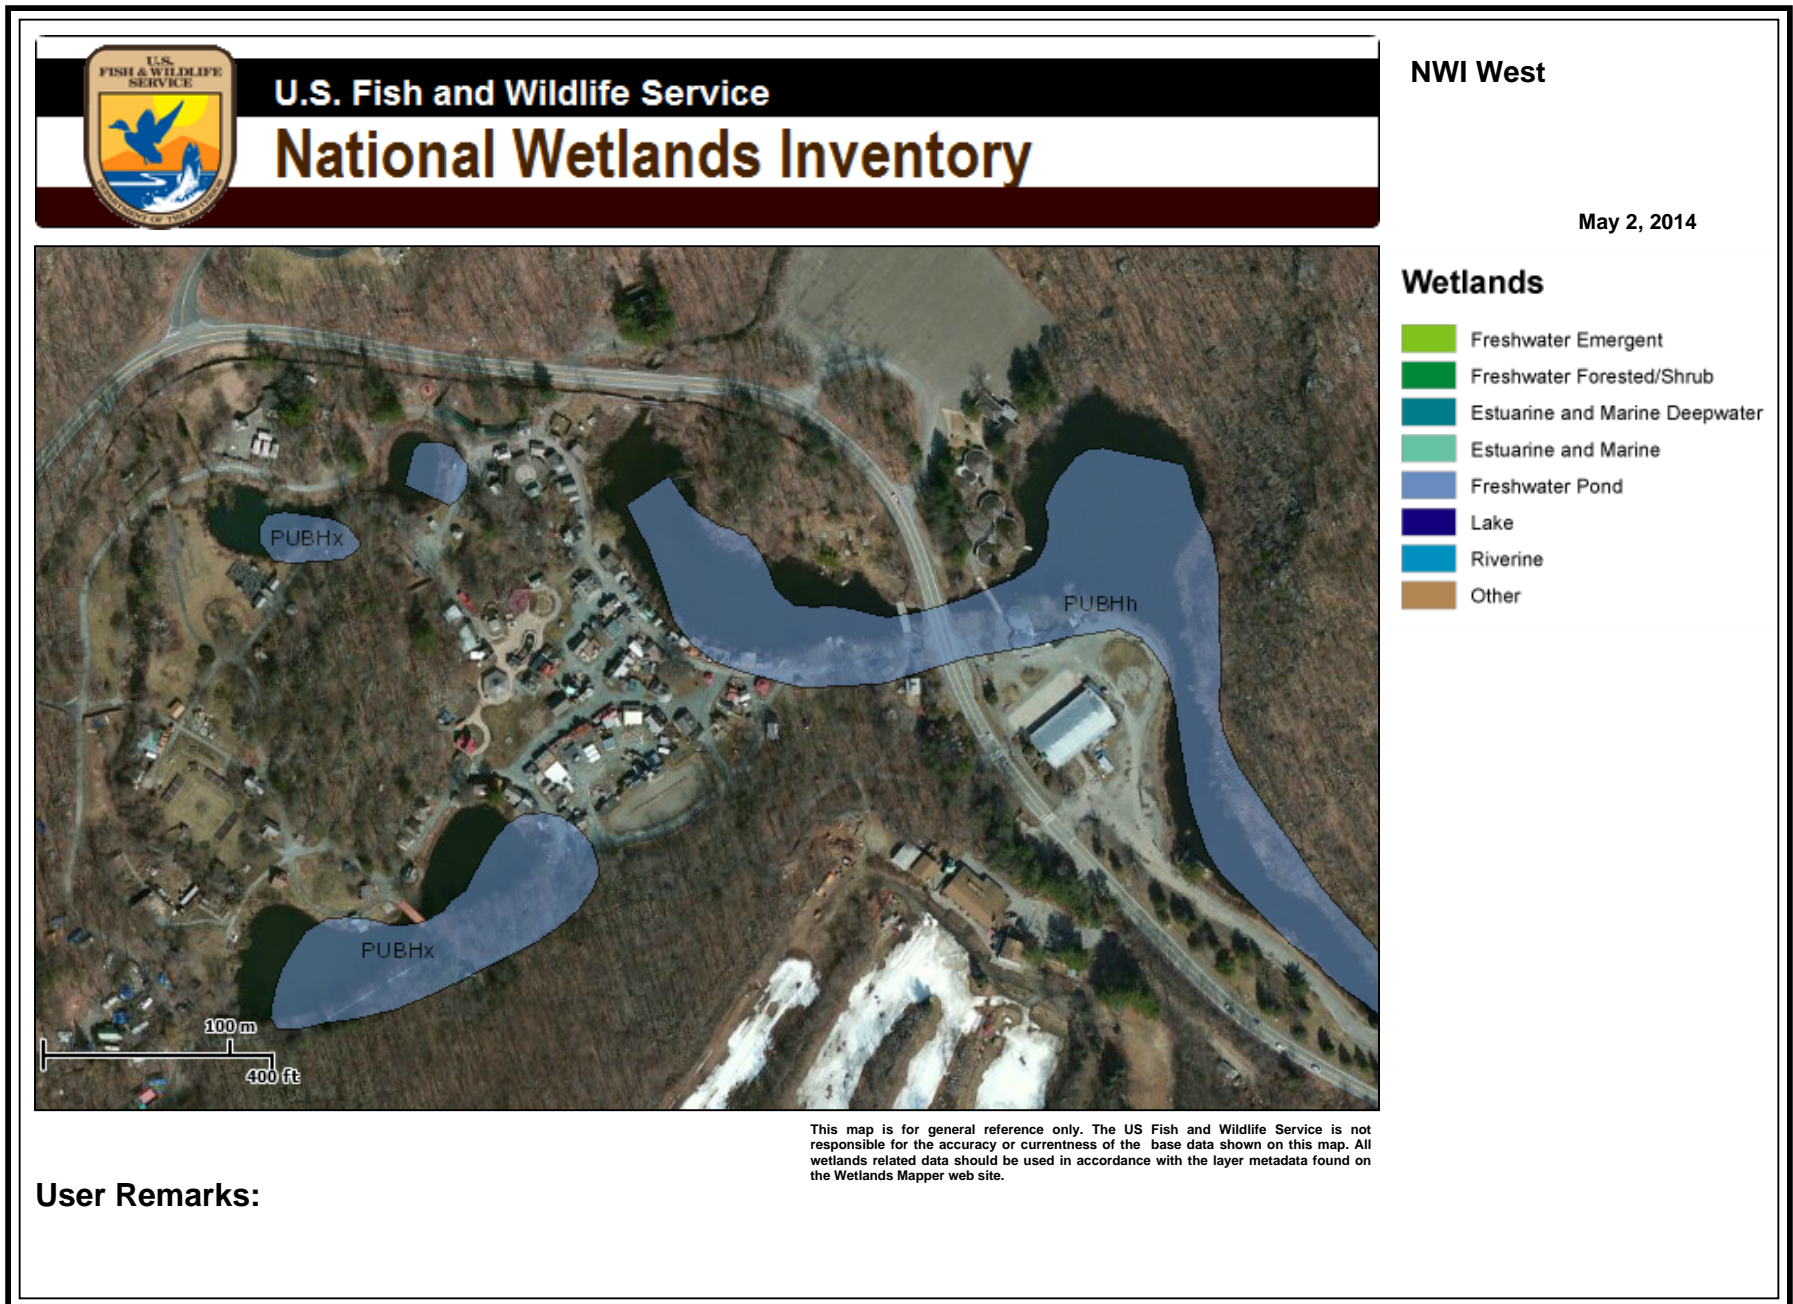 U.S.
FISH & WILDLIFE
SERVICE
DEPARTMENT OF THE INTERIOR
U.S. Fish and Wildlife Service
National Wetlands Inventory
NWI West
May 2, 2014
Wetlands
Freshwater Emergent
Freshwater Forested/Shrub
Estuarine and Marine Deepwater
Estuarine and Marine
Freshwater Pond
Lake
Riverine
Other
PUBHx
PUBHh
PUBHx
100 m
400 ft
This map is for general reference only. The US Fish and Wildlife Service is not
responsible for the accuracy or currentness of the base data shown on this map. All
wetlands related data should be used in accordance with the layer metadata found on
the Wetlands Mapper web site.
User Remarks: